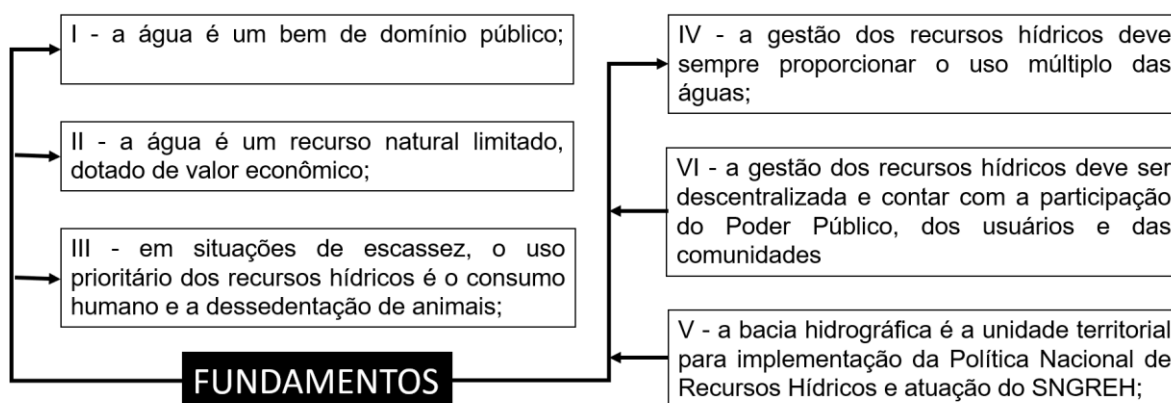 I - a água é um bem de domínio público;
II - a água é um recurso natural limitado,
dotado de valor econômico;
III - em situações de escassez, o uso
prioritário dos recursos hídricos é o consumo
humano e a dessedentação de animais;
FUNDAMENTOS
IV - a gestão dos recursos hídricos deve
sempre proporcionar o uso múltiplo das
águas;
VI - a gestão dos recursos hídricos deve ser
descentralizada e contar com a participação
do Poder Público, dos usuários e das
comunidades
V - a bacia hidrográfica é a unidade territorial
para implementação da Política Nacional de
Recursos Hídricos e atuação do SNGREH;